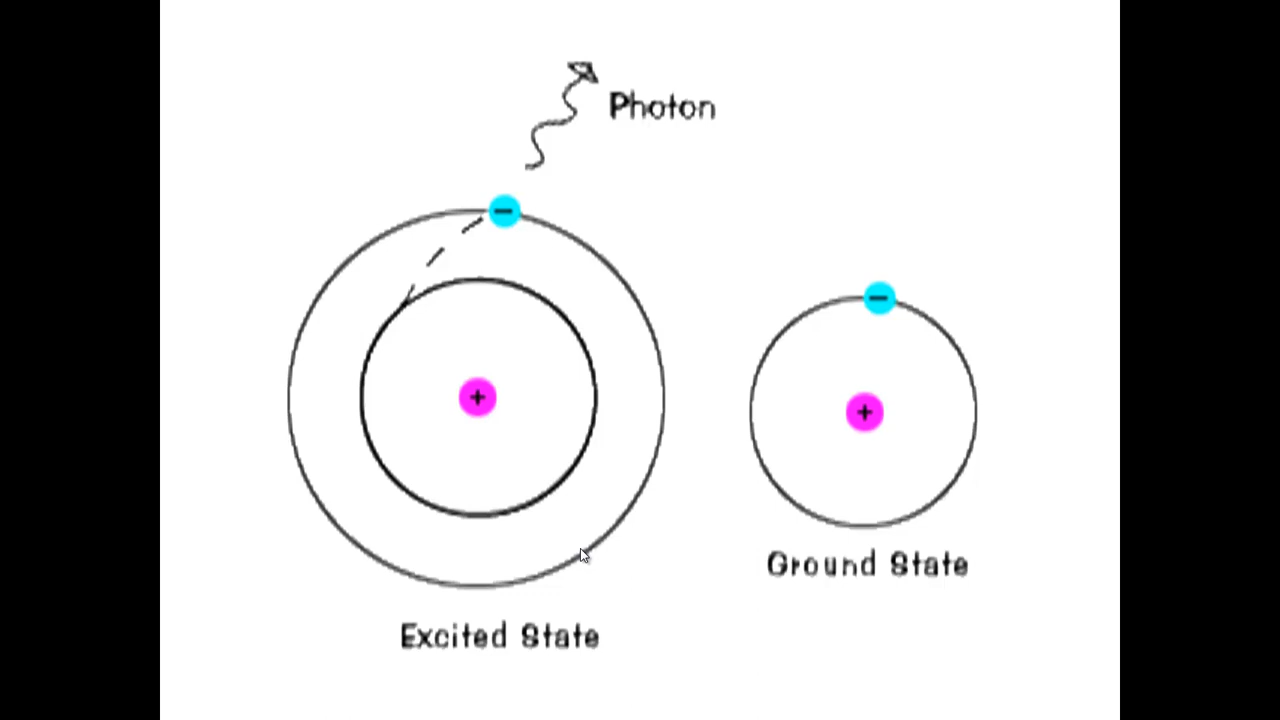 Photon
−
−
+
+
Ground State
Excited State